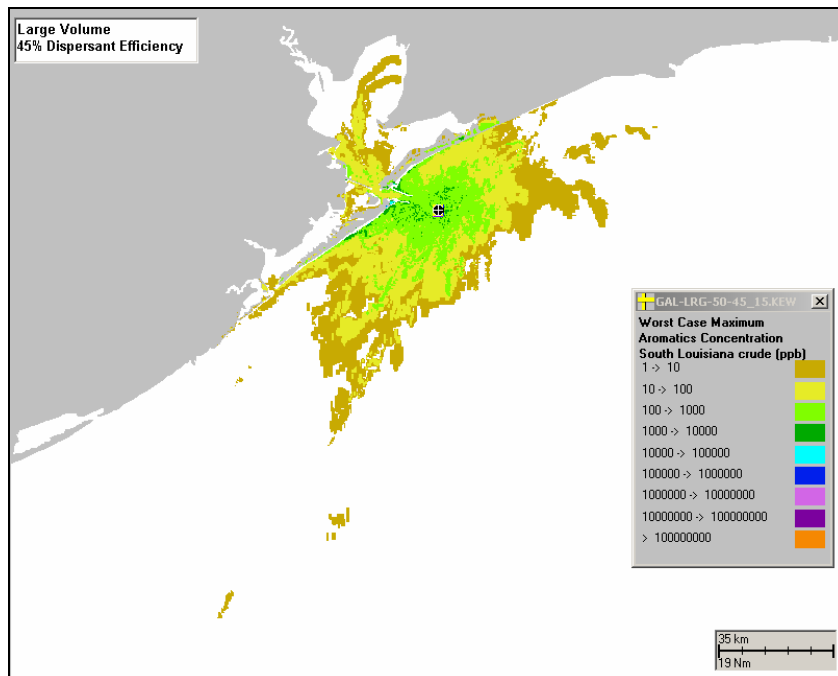 Large Volume
45% Dispersant Efficiency
GAL-LRG-50-45_1S.KEW
Worst Case Maximum
Aromatics Concentration
South Louisiana crude (ppb)
1 -> 10
10 -> 100
100 -> 1000
1000 -> 10000
10000 -> 100000
100000 -> 1000000
1000000 -> 10000000
10000000 -> 100000000
> 100000000
35 km
19 Nm